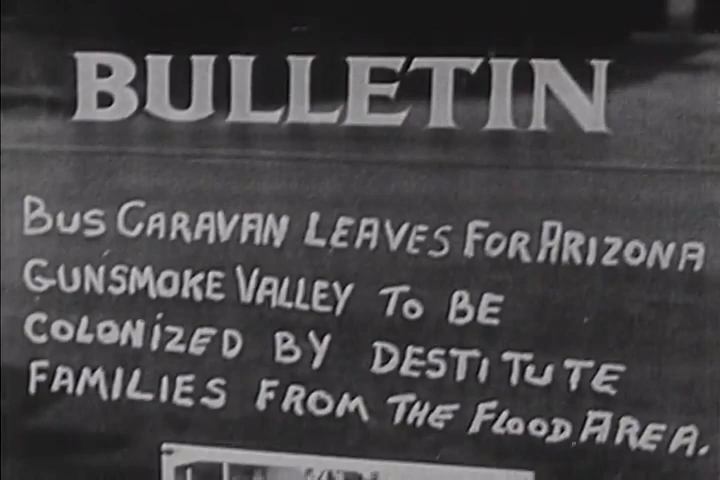 BULLETIN
BUS CARAVAN LEAVES FOR ARIZONA
GUNSMOKE VALLEY TO BE
COLONIZED BY DESTITUTE
FAMILIES FROM THE FLOOD AREA.